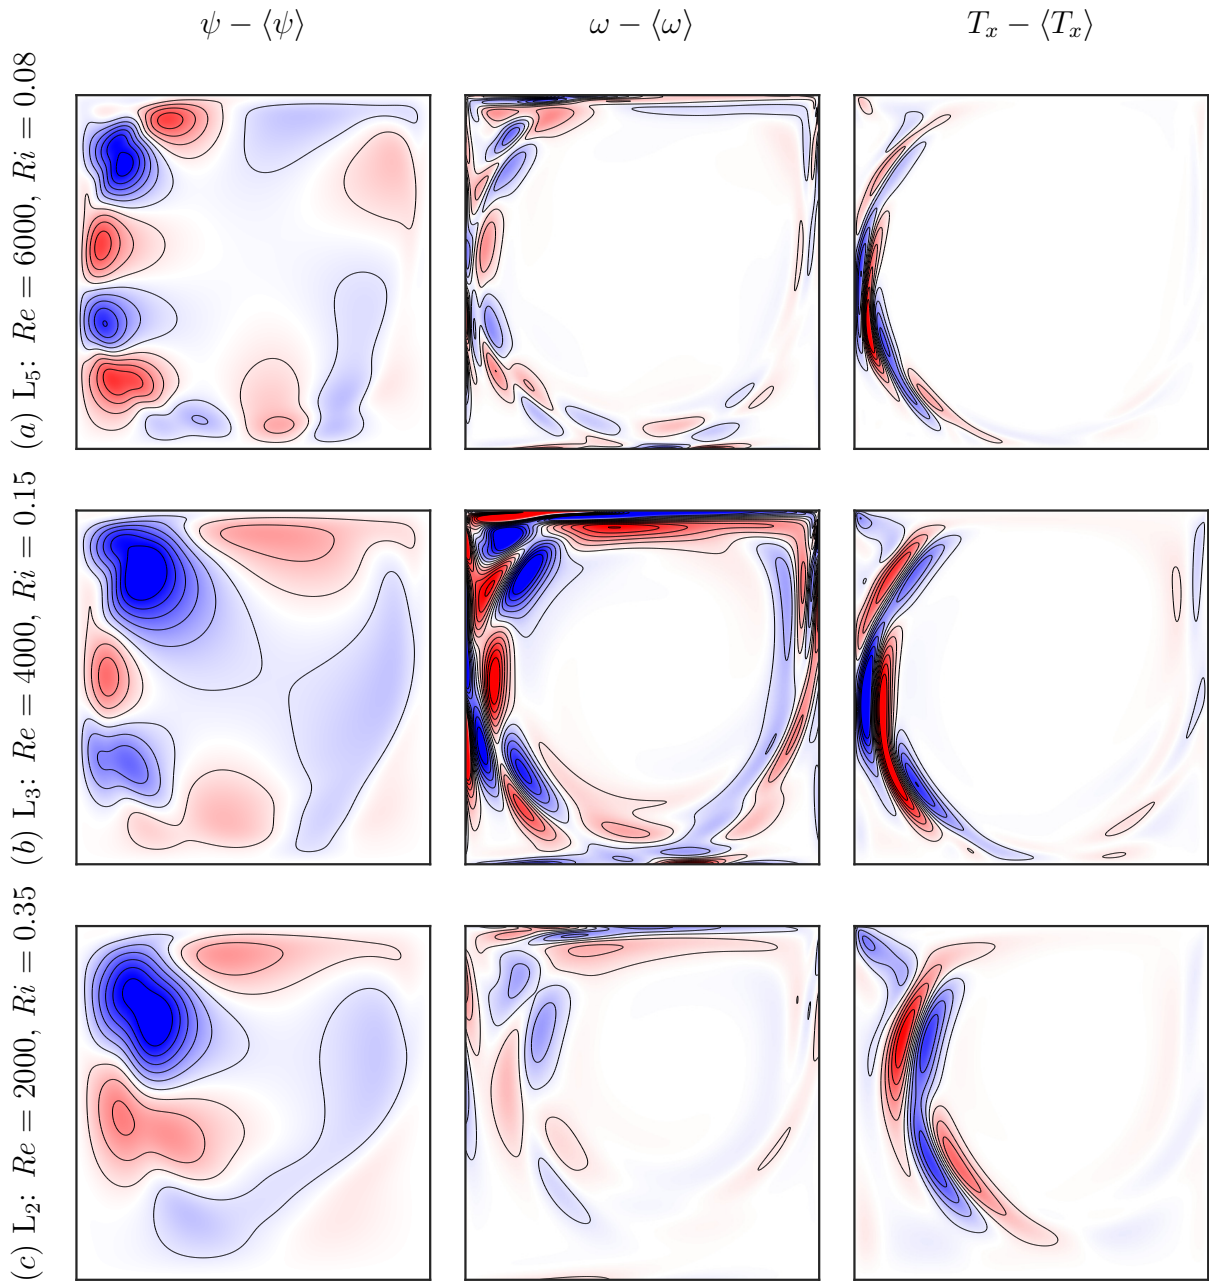 ψ − ⟨ψ⟩
ω − ⟨ω⟩
T_x − ⟨T_x⟩
(a) L₅: Re = 6000, Ri = 0.08
(b) L₃: Re = 4000, Ri = 0.15
(c) L₂: Re = 2000, Ri = 0.35